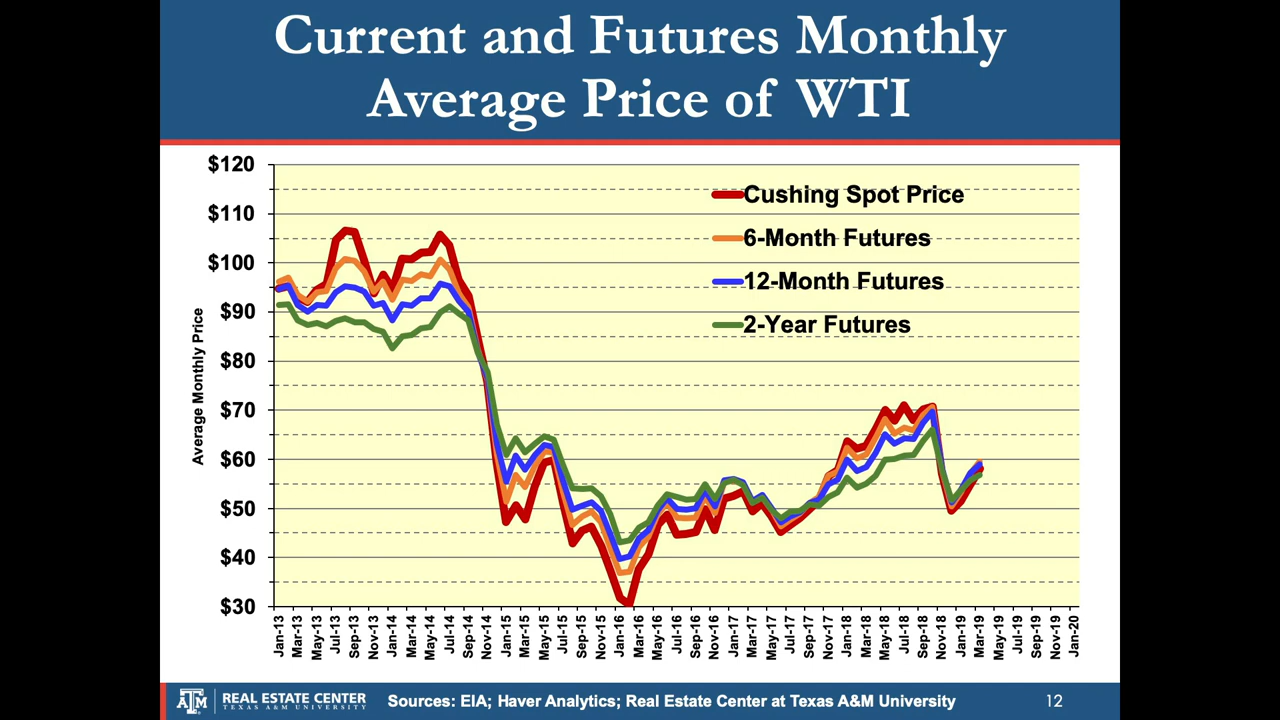 Current and Futures Monthly
Average Price of WTI
$120
$110
$100
$90
$80
$70
$60
$50
$40
$30
Average Monthly Price
Cushing Spot Price
6-Month Futures
12-Month Futures
2-Year Futures
Jan-13
Mar-13
May-13
Jul-13
Sep-13
Nov-13
Jan-14
Mar-14
May-14
Jul-14
Sep-14
Nov-14
Jan-15
Mar-15
May-15
Jul-15
Sep-15
Nov-15
Jan-16
Mar-16
May-16
Jul-16
Sep-16
Nov-16
Jan-17
Mar-17
May-17
Jul-17
Sep-17
Nov-17
Jan-18
Mar-18
May-18
Jul-18
Sep-18
Nov-18
Jan-19
Mar-19
May-19
Jul-19
Sep-19
Nov-19
Jan-20
ATM
REAL ESTATE CENTER
TEXAS A&M UNIVERSITY
Sources: EIA; Haver Analytics; Real Estate Center at Texas A&M University
12